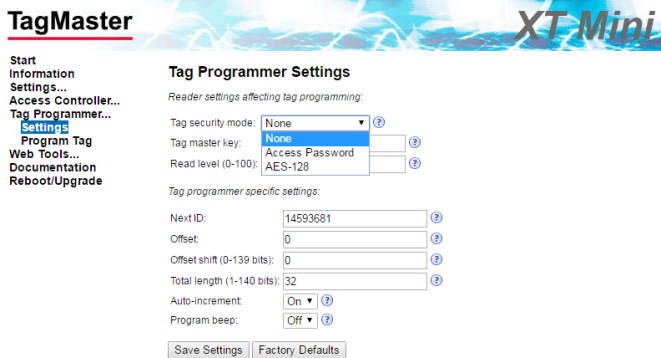 TagMaster
XT Mini
Start
Information
Settings...
Access Controller...
Tag Programmer...
Settings
Program Tag
Web Tools...
Documentation
Reboot/Upgrade
Tag Programmer Settings
Reader settings affecting tag programming:
Tag security mode: None ▼ ?
None
Access Password
AES-128
Tag master key: ?
Read level (0-100): ?
Tag programmer specific settings:
Next ID: 14593681 ?
Offset: 0 ?
Offset shift (0-139 bits): 0 ?
Total length (1-140 bits): 32 ?
Auto-increment: On ▼ ?
Program beep: Off ▼ ?
Save Settings Factory Defaults